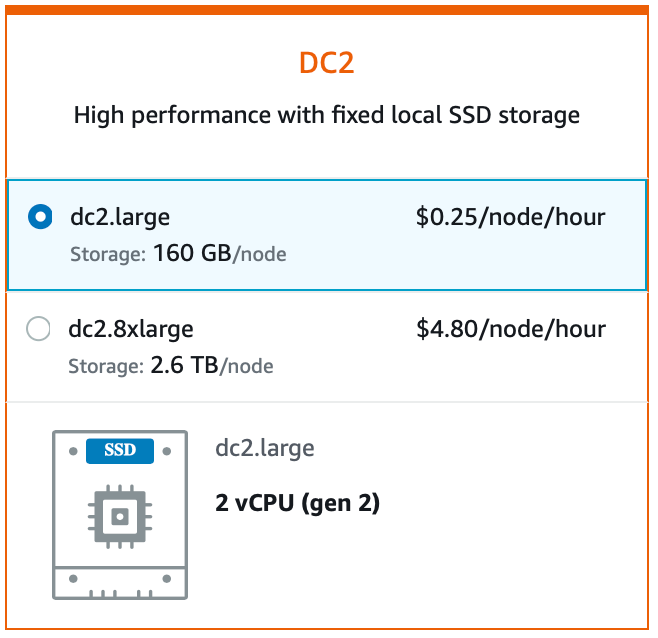 DC2
High performance with fixed local SSD storage
dc2.large $0.25/node/hour
Storage: 160 GB/node
dc2.8xlarge $4.80/node/hour
Storage: 2.6 TB/node
SSD dc2.large
2 vCPU (gen 2)